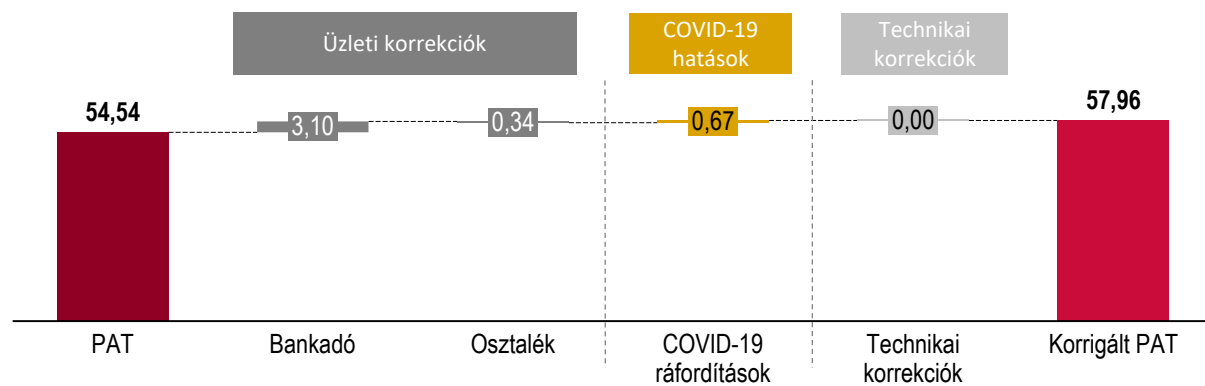 Üzleti korrekciók
COVID-19
hatások
Technikai
korrekciók
54,54
3,10
0,34
0,67
0,00
57,96
PAT
Bankadó
Osztalék
COVID-19
ráfordítások
Technikai
korrekciók
Korrigált PAT